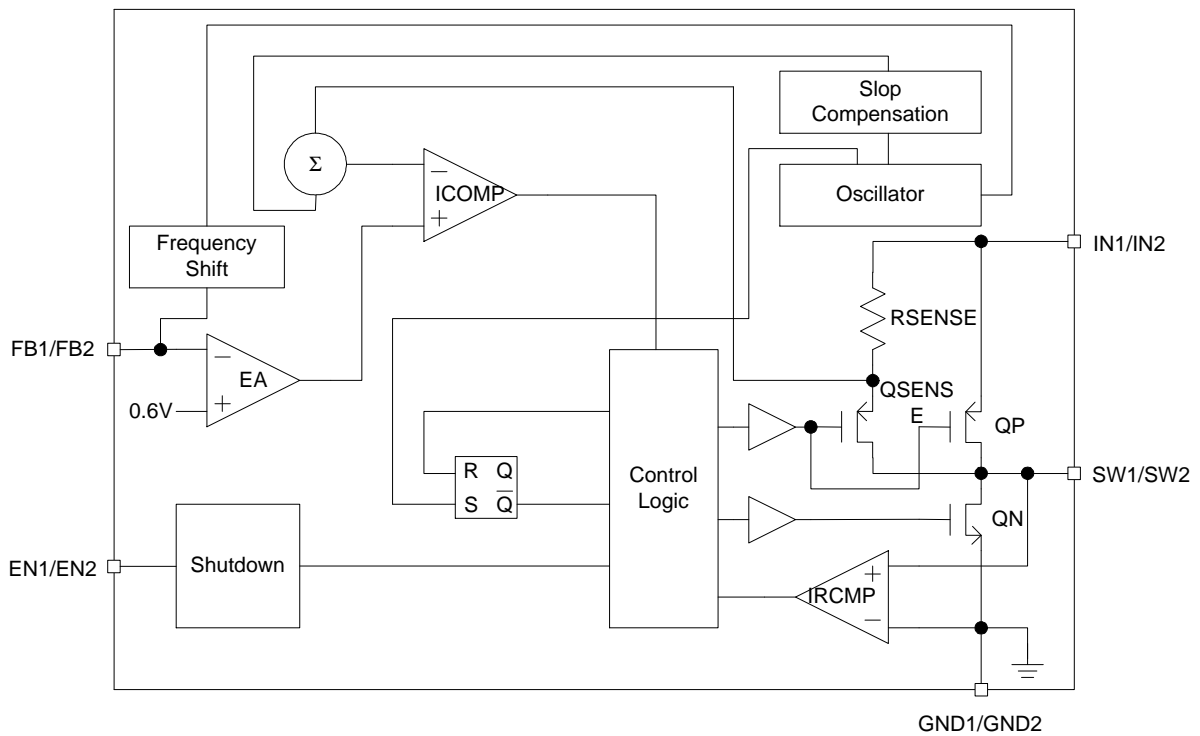 Slop
Compensation
Σ
−
ICOMP
+
Oscillator
Frequency
Shift
IN1/IN2
RSENSE
FB1/FB2
−
EA
0.6V
+
QSENS
E
QP
R Q
S Q̅
Control
Logic
SW1/SW2
QN
EN1/EN2
Shutdown
+
IRCMP
−
GND1/GND2